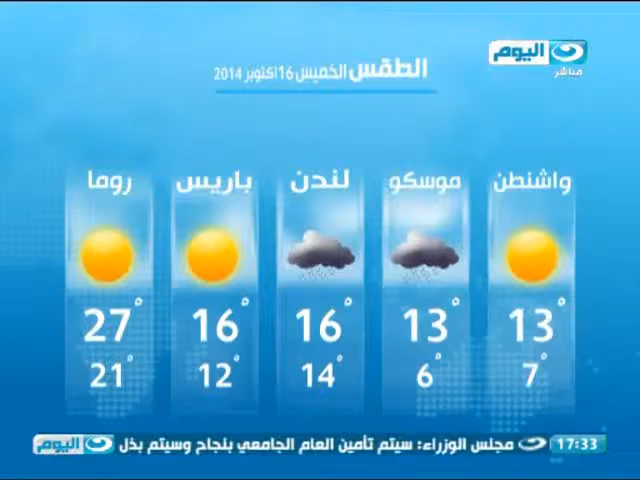 اليوم
مباشر
الطقس الخميس 16 اكتوبر 2014
واشنطن موسكو لندن باريس روما
13° 13° 16° 16° 27°
7° 6° 14° 12° 21°
17:33 مجلس الوزراء: سيتم تأمين العام الجامعي بنجاح وسيتم بذل اليوم